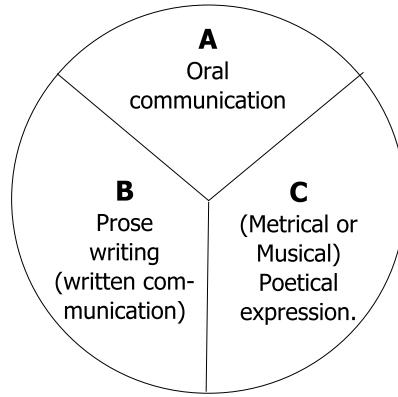 A
Oral
communication
B
Prose
writing
(written com-
munication)
C
(Metrical or
Musical)
Poetical
expression.